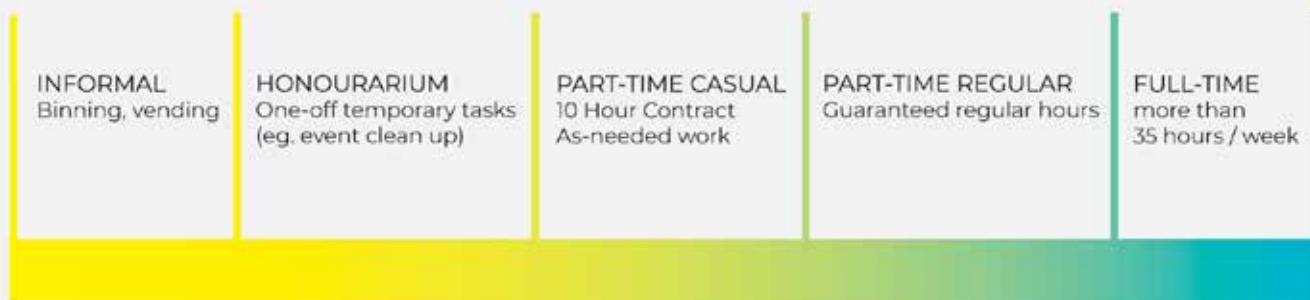 INFORMAL
Binning, vending
HONOURARIUM
One-off temporary tasks
(eg. event clean up)
PART-TIME CASUAL
10 Hour Contract
As-needed work
PART-TIME REGULAR
Guaranteed regular hours
FULL-TIME
more than
35 hours / week